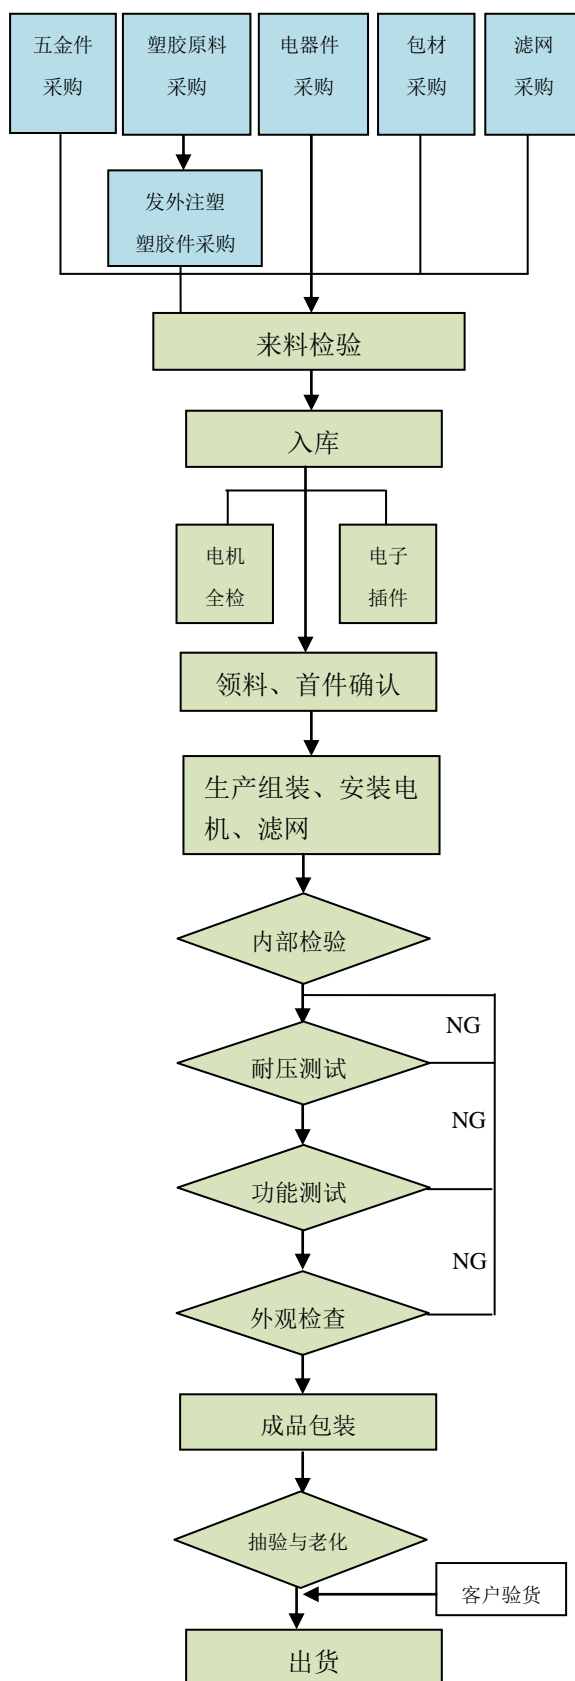 五金件
采购
塑胶原料
采购
电器件
采购
包材
采购
滤网
采购
发外注塑
塑胶件采购
来料检验
入库
电机
全检
电子
插件
领料、首件确认
生产组装、安装电
机、滤网
内部检验
NG
耐压测试
NG
功能测试
NG
外观检查
成品包装
抽验与老化
客户验货
出货